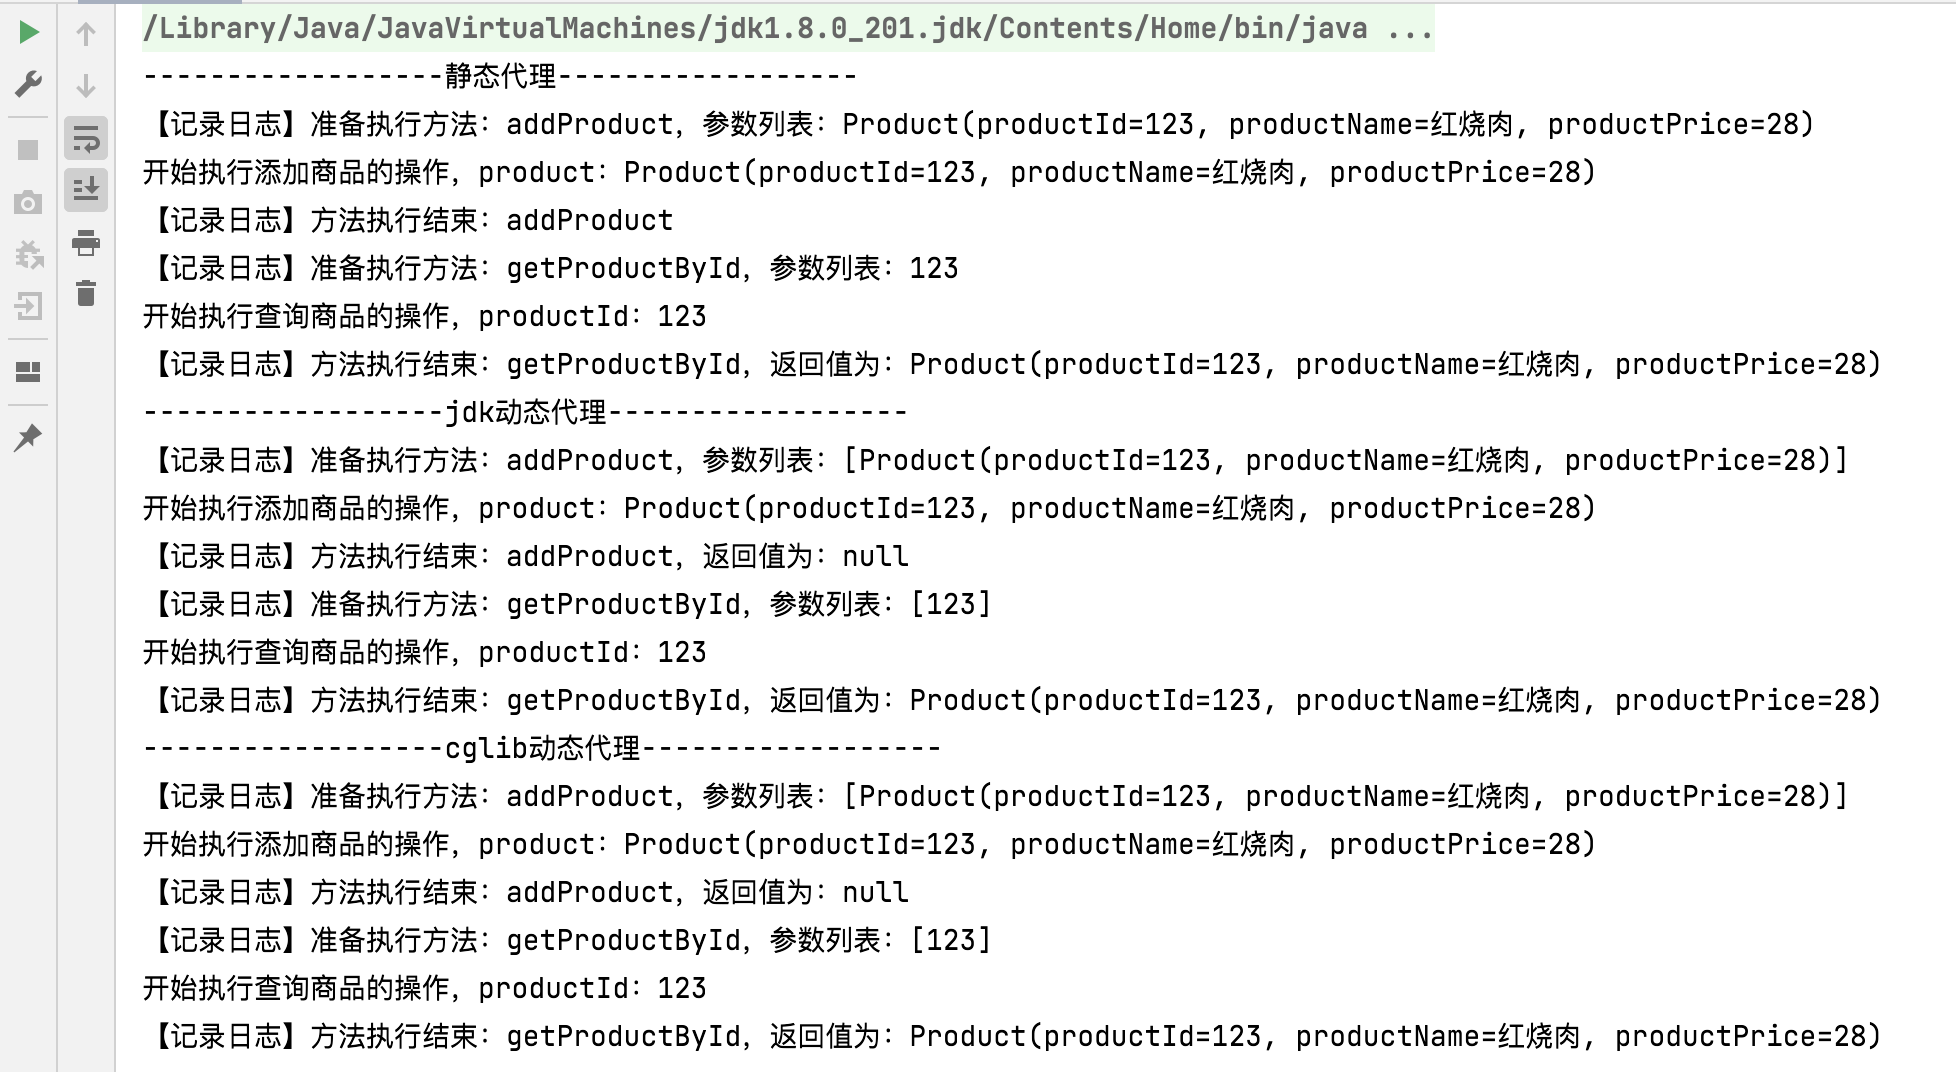 /Library/Java/JavaVirtualMachines/jdk1.8.0_201.jdk/Contents/Home/bin/java ...
------------------静态代理------------------
【记录日志】准备执行方法：addProduct，参数列表：Product(productId=123, productName=红烧肉, productPrice=28)
开始执行添加商品的操作，product：Product(productId=123, productName=红烧肉, productPrice=28)
【记录日志】方法执行结束：addProduct
【记录日志】准备执行方法：getProductById，参数列表：123
开始执行查询商品的操作，productId：123
【记录日志】方法执行结束：getProductById，返回值为：Product(productId=123, productName=红烧肉, productPrice=28)
------------------jdk动态代理------------------
【记录日志】准备执行方法：addProduct，参数列表：[Product(productId=123, productName=红烧肉, productPrice=28)]
开始执行添加商品的操作，product：Product(productId=123, productName=红烧肉, productPrice=28)
【记录日志】方法执行结束：addProduct，返回值为：null
【记录日志】准备执行方法：getProductById，参数列表：[123]
开始执行查询商品的操作，productId：123
【记录日志】方法执行结束：getProductById，返回值为：Product(productId=123, productName=红烧肉, productPrice=28)
------------------cglib动态代理------------------
【记录日志】准备执行方法：addProduct，参数列表：[Product(productId=123, productName=红烧肉, productPrice=28)]
开始执行添加商品的操作，product：Product(productId=123, productName=红烧肉, productPrice=28)
【记录日志】方法执行结束：addProduct，返回值为：null
【记录日志】准备执行方法：getProductById，参数列表：[123]
开始执行查询商品的操作，productId：123
【记录日志】方法执行结束：getProductById，返回值为：Product(productId=123, productName=红烧肉, productPrice=28)